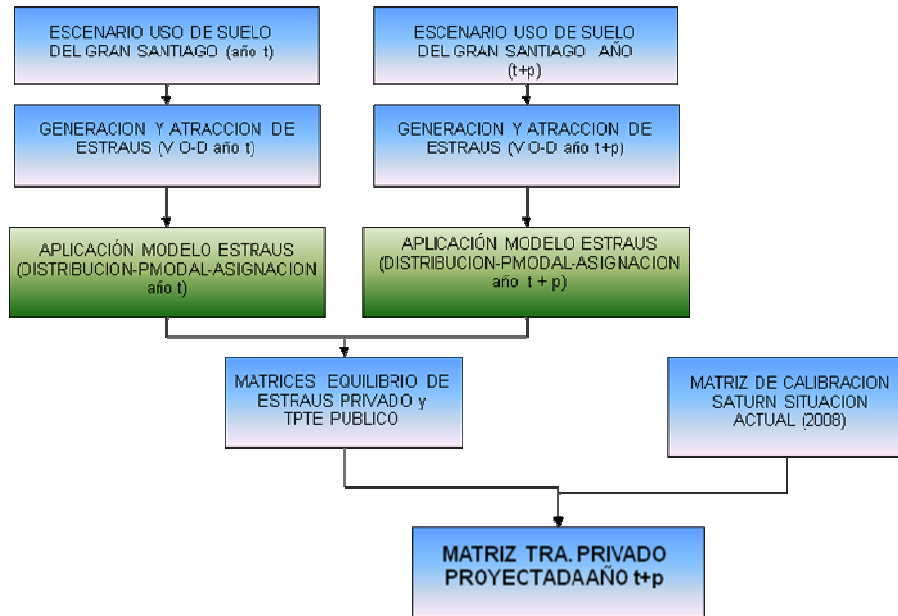 ESCENARIO USO DE SUELO
DEL GRAN SANTIAGO (año t)
ESCENARIO USO DE SUELO
DEL GRAN SANTIAGO AÑO
(t+p)
GENERACION Y ATRACCION DE
ESTRAUS (V O-D año t)
GENERACION Y ATRACCION DE
ESTRAUS (V O-D año t+p)
APLICACIÓN MODELO ESTRAUS
(DISTRIBUCION-PMODAL-ASIGNACION
año t)
APLICACIÓN MODELO ESTRAUS
(DISTRIBUCION-PMODAL-ASIGNACION
año t + p)
MATRICES EQUILIBRIO DE
ESTRAUS PRIVADO y
TPTE PUBLICO
MATRIZ DE CALIBRACION
SATURN SITUACION
ACTUAL (2008)
MATRIZ TRA. PRIVADO
PROYECTADA AÑO t+p